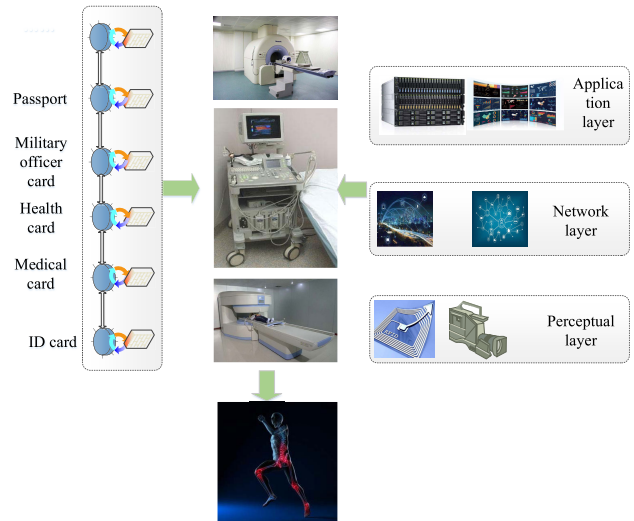 ......
Passport
Military
officer
card
Health
card
Medical
card
ID card
Applica
tion
layer
Network
layer
Perceptual
layer